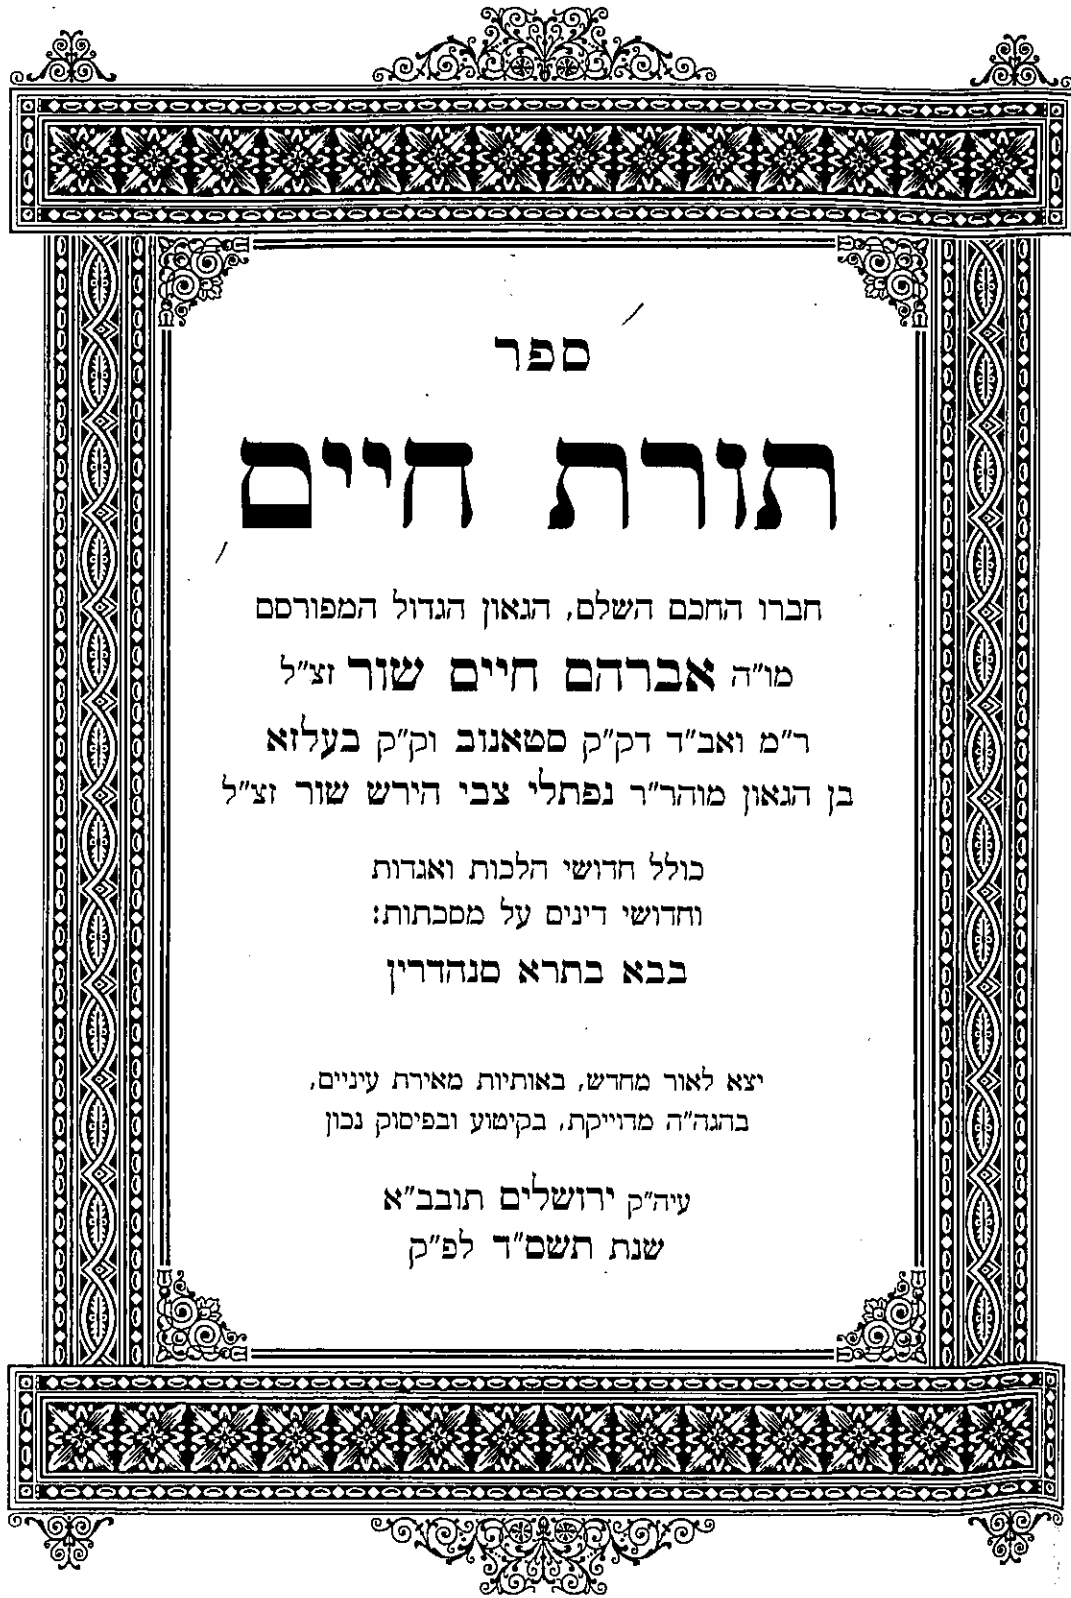 ספר
תורת חיים
חברו החכם השלם, הגאון הגדול המפורסם
מו״ה אברהם חיים שור זצ״ל
ר״מ ואב״ד דק״ק סטאנוב וק״ק בעלזא
בן הגאון מוהר״ר נפתלי צבי הירש שור זצ״ל
כולל חדושי הלכות ואגדות
וחדושי דינים על מסכתות:
בבא בתרא סנהדרין
יצא לאור מחדש, באותיות מאירת עיניים,
בהגה״ה מדוייקת, בקיטוע ובפיסוק נכון
עיה״ק ירושלים תובב״א
שנת תשס״ד לפ״ק